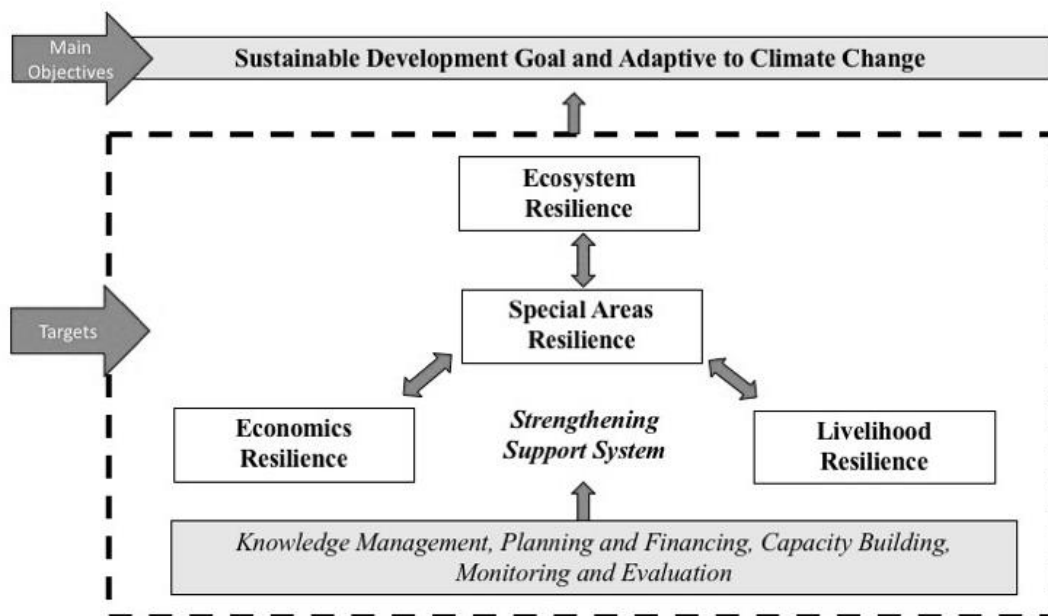 Main
Objectives
Sustainable Development Goal and Adaptive to Climate Change
Ecosystem
Resilience
Special Areas
Resilience
Targets
Economics
Resilience
Strengthening
Support System
Livelihood
Resilience
Knowledge Management, Planning and Financing, Capacity Building,
Monitoring and Evaluation